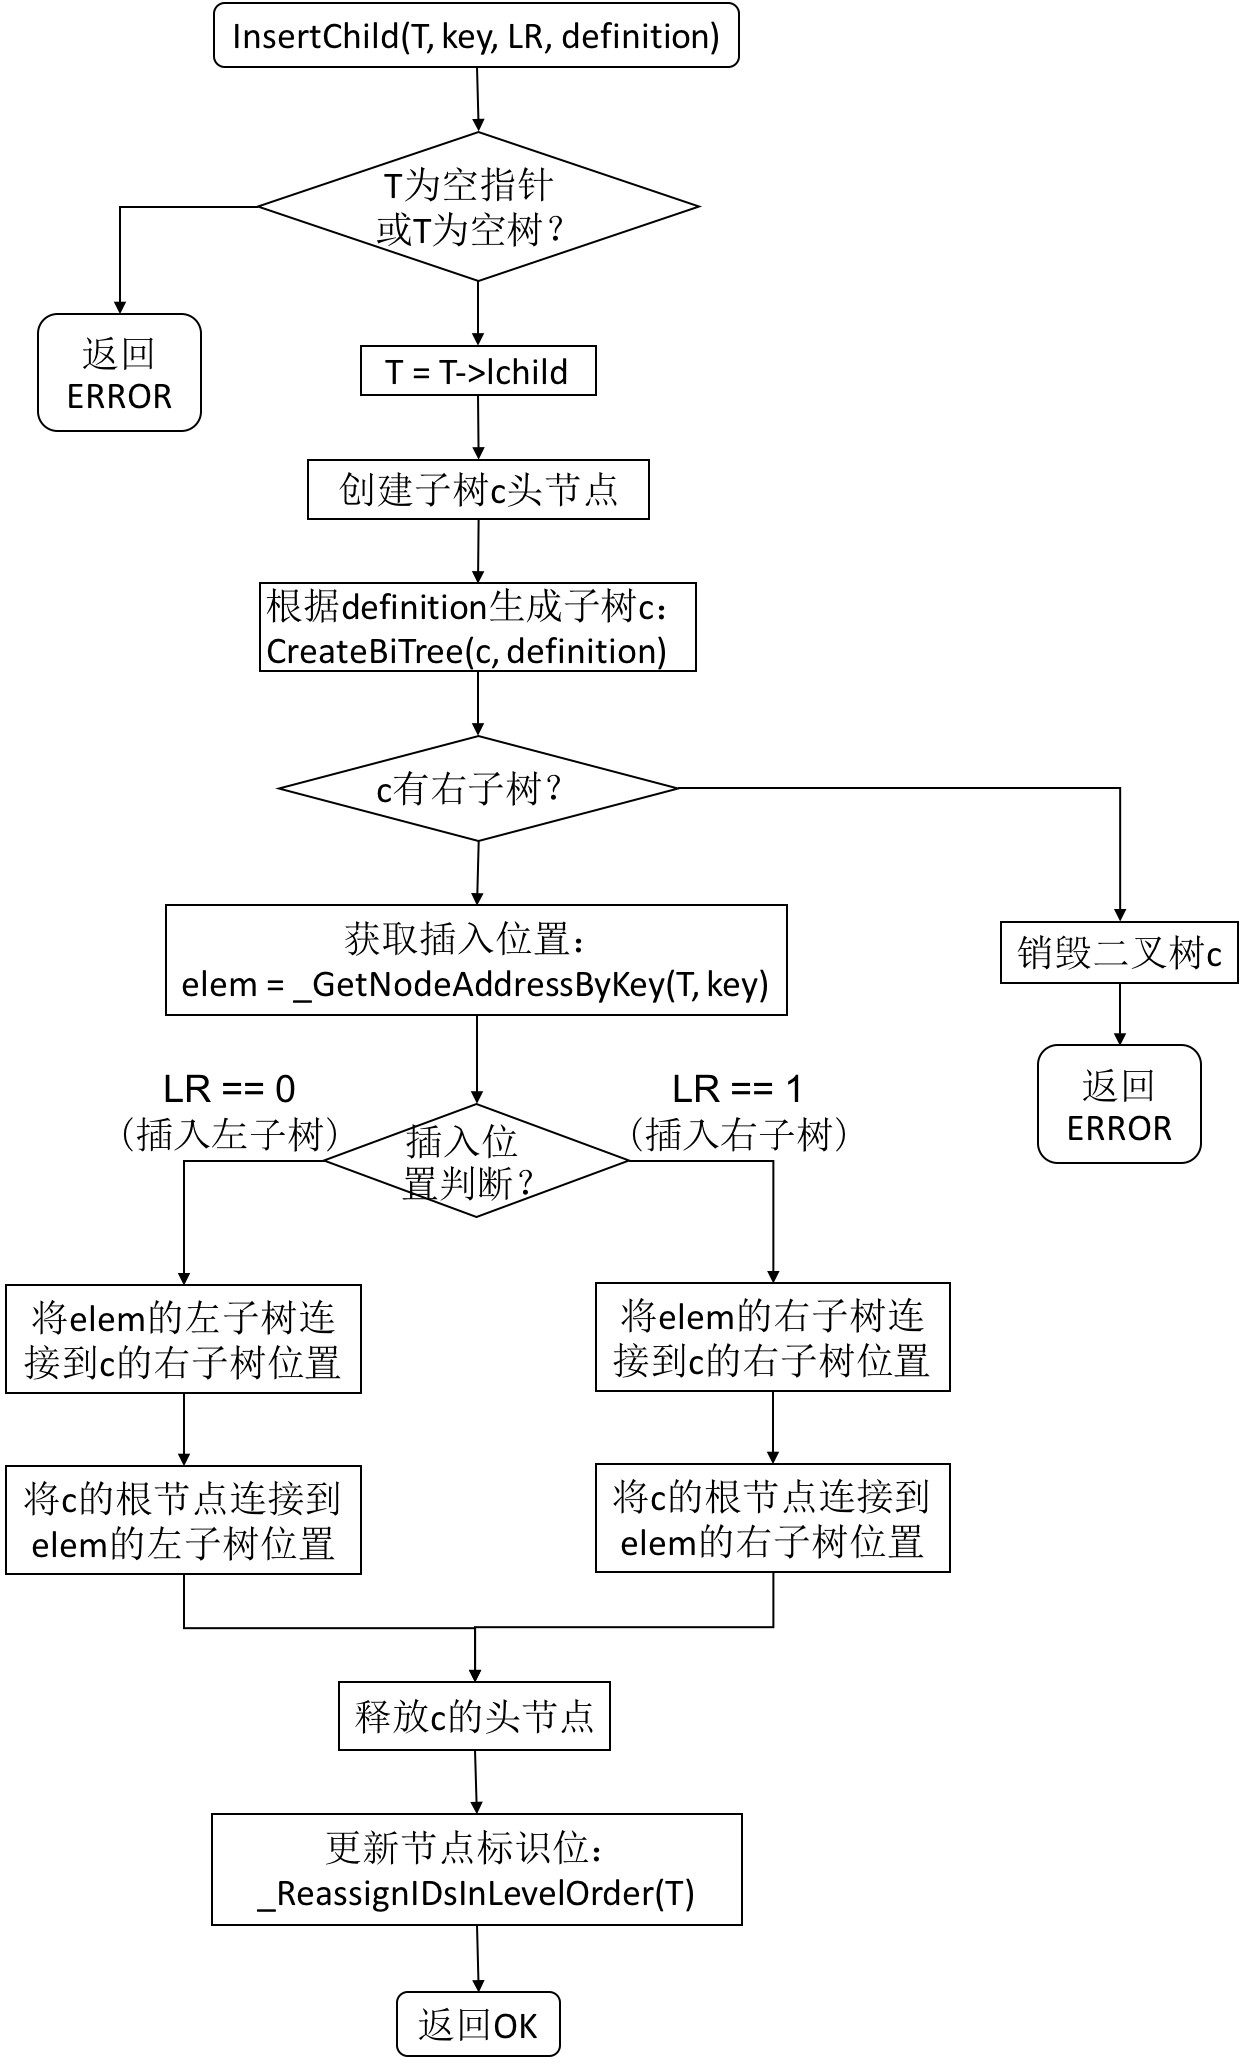 InsertChild(T, key, LR, definition)
T为空指针
或T为空树？
返回
ERROR
T = T->lchild
创建子树c头节点
根据definition生成子树c：
CreateBiTree(c, definition)
c有右子树？
获取插入位置：
elem = _GetNodeAddressByKey(T, key)
销毁二叉树c
返回
ERROR
LR == 0
（插入左子树）
LR == 1
（插入右子树）
插入位
置判断？
将elem的左子树连
接到c的右子树位置
将elem的右子树连
接到c的右子树位置
将c的根节点连接到
elem的左子树位置
将c的根节点连接到
elem的右子树位置
释放c的头节点
更新节点标识位：
_ReassignIDsInLevelOrder(T)
返回OK